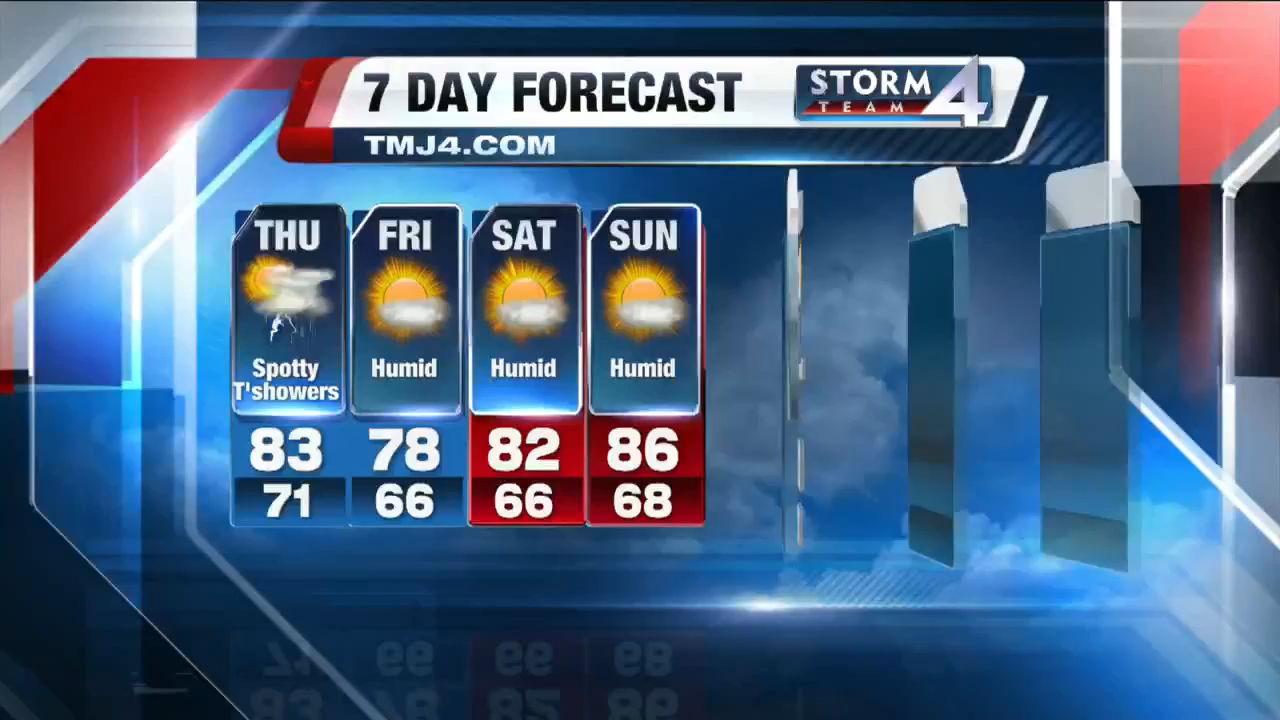 7 DAY FORECAST
STORM 4
TEAM
TMJ4.COM
THU FRI SAT SUN
Spotty T'showers
Humid Humid Humid
83 78 82 86
71 66 66 68